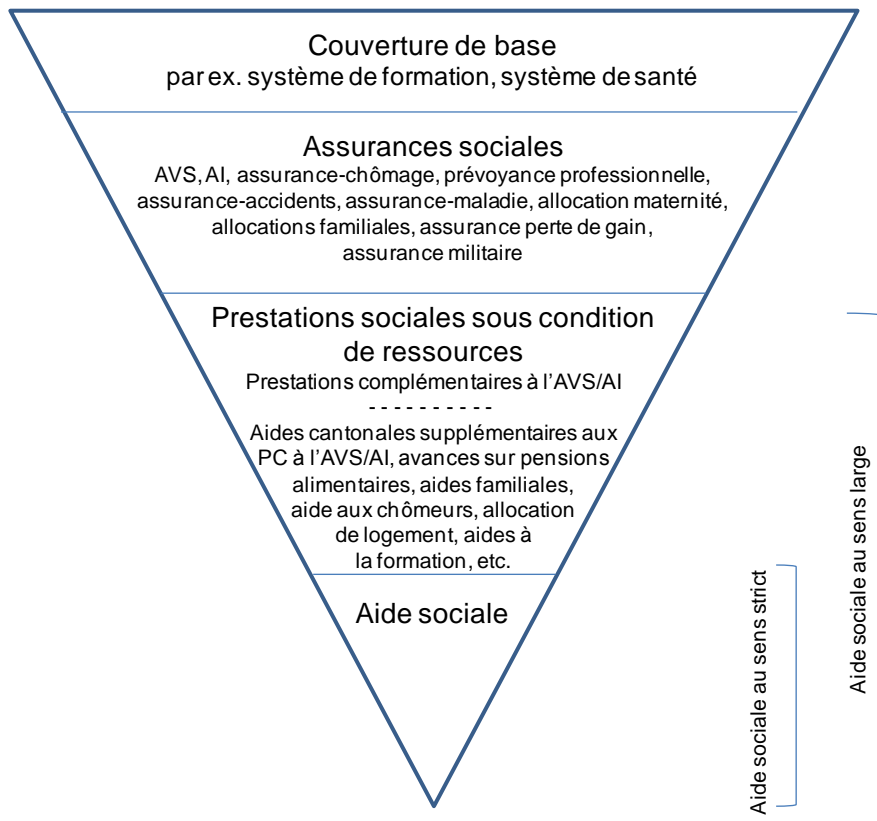 Couverture de base
par ex. système de formation, système de santé
Assurances sociales
AVS, AI, assurance-chômage, prévoyance professionnelle,
assurance-accidents, assurance-maladie, allocation maternité,
allocations familiales, assurance perte de gain,
assurance militaire
Prestations sociales sous condition
de ressources
Prestations complémentaires à l'AVS/AI
- - - - - - - - - -
Aides cantonales supplémentaires aux
PC à l'AVS/AI, avances sur pensions
alimentaires, aides familiales,
aide aux chômeurs, allocation
de logement, aides à
la formation, etc.
Aide sociale
Aide sociale au sens strict
Aide sociale au sens large